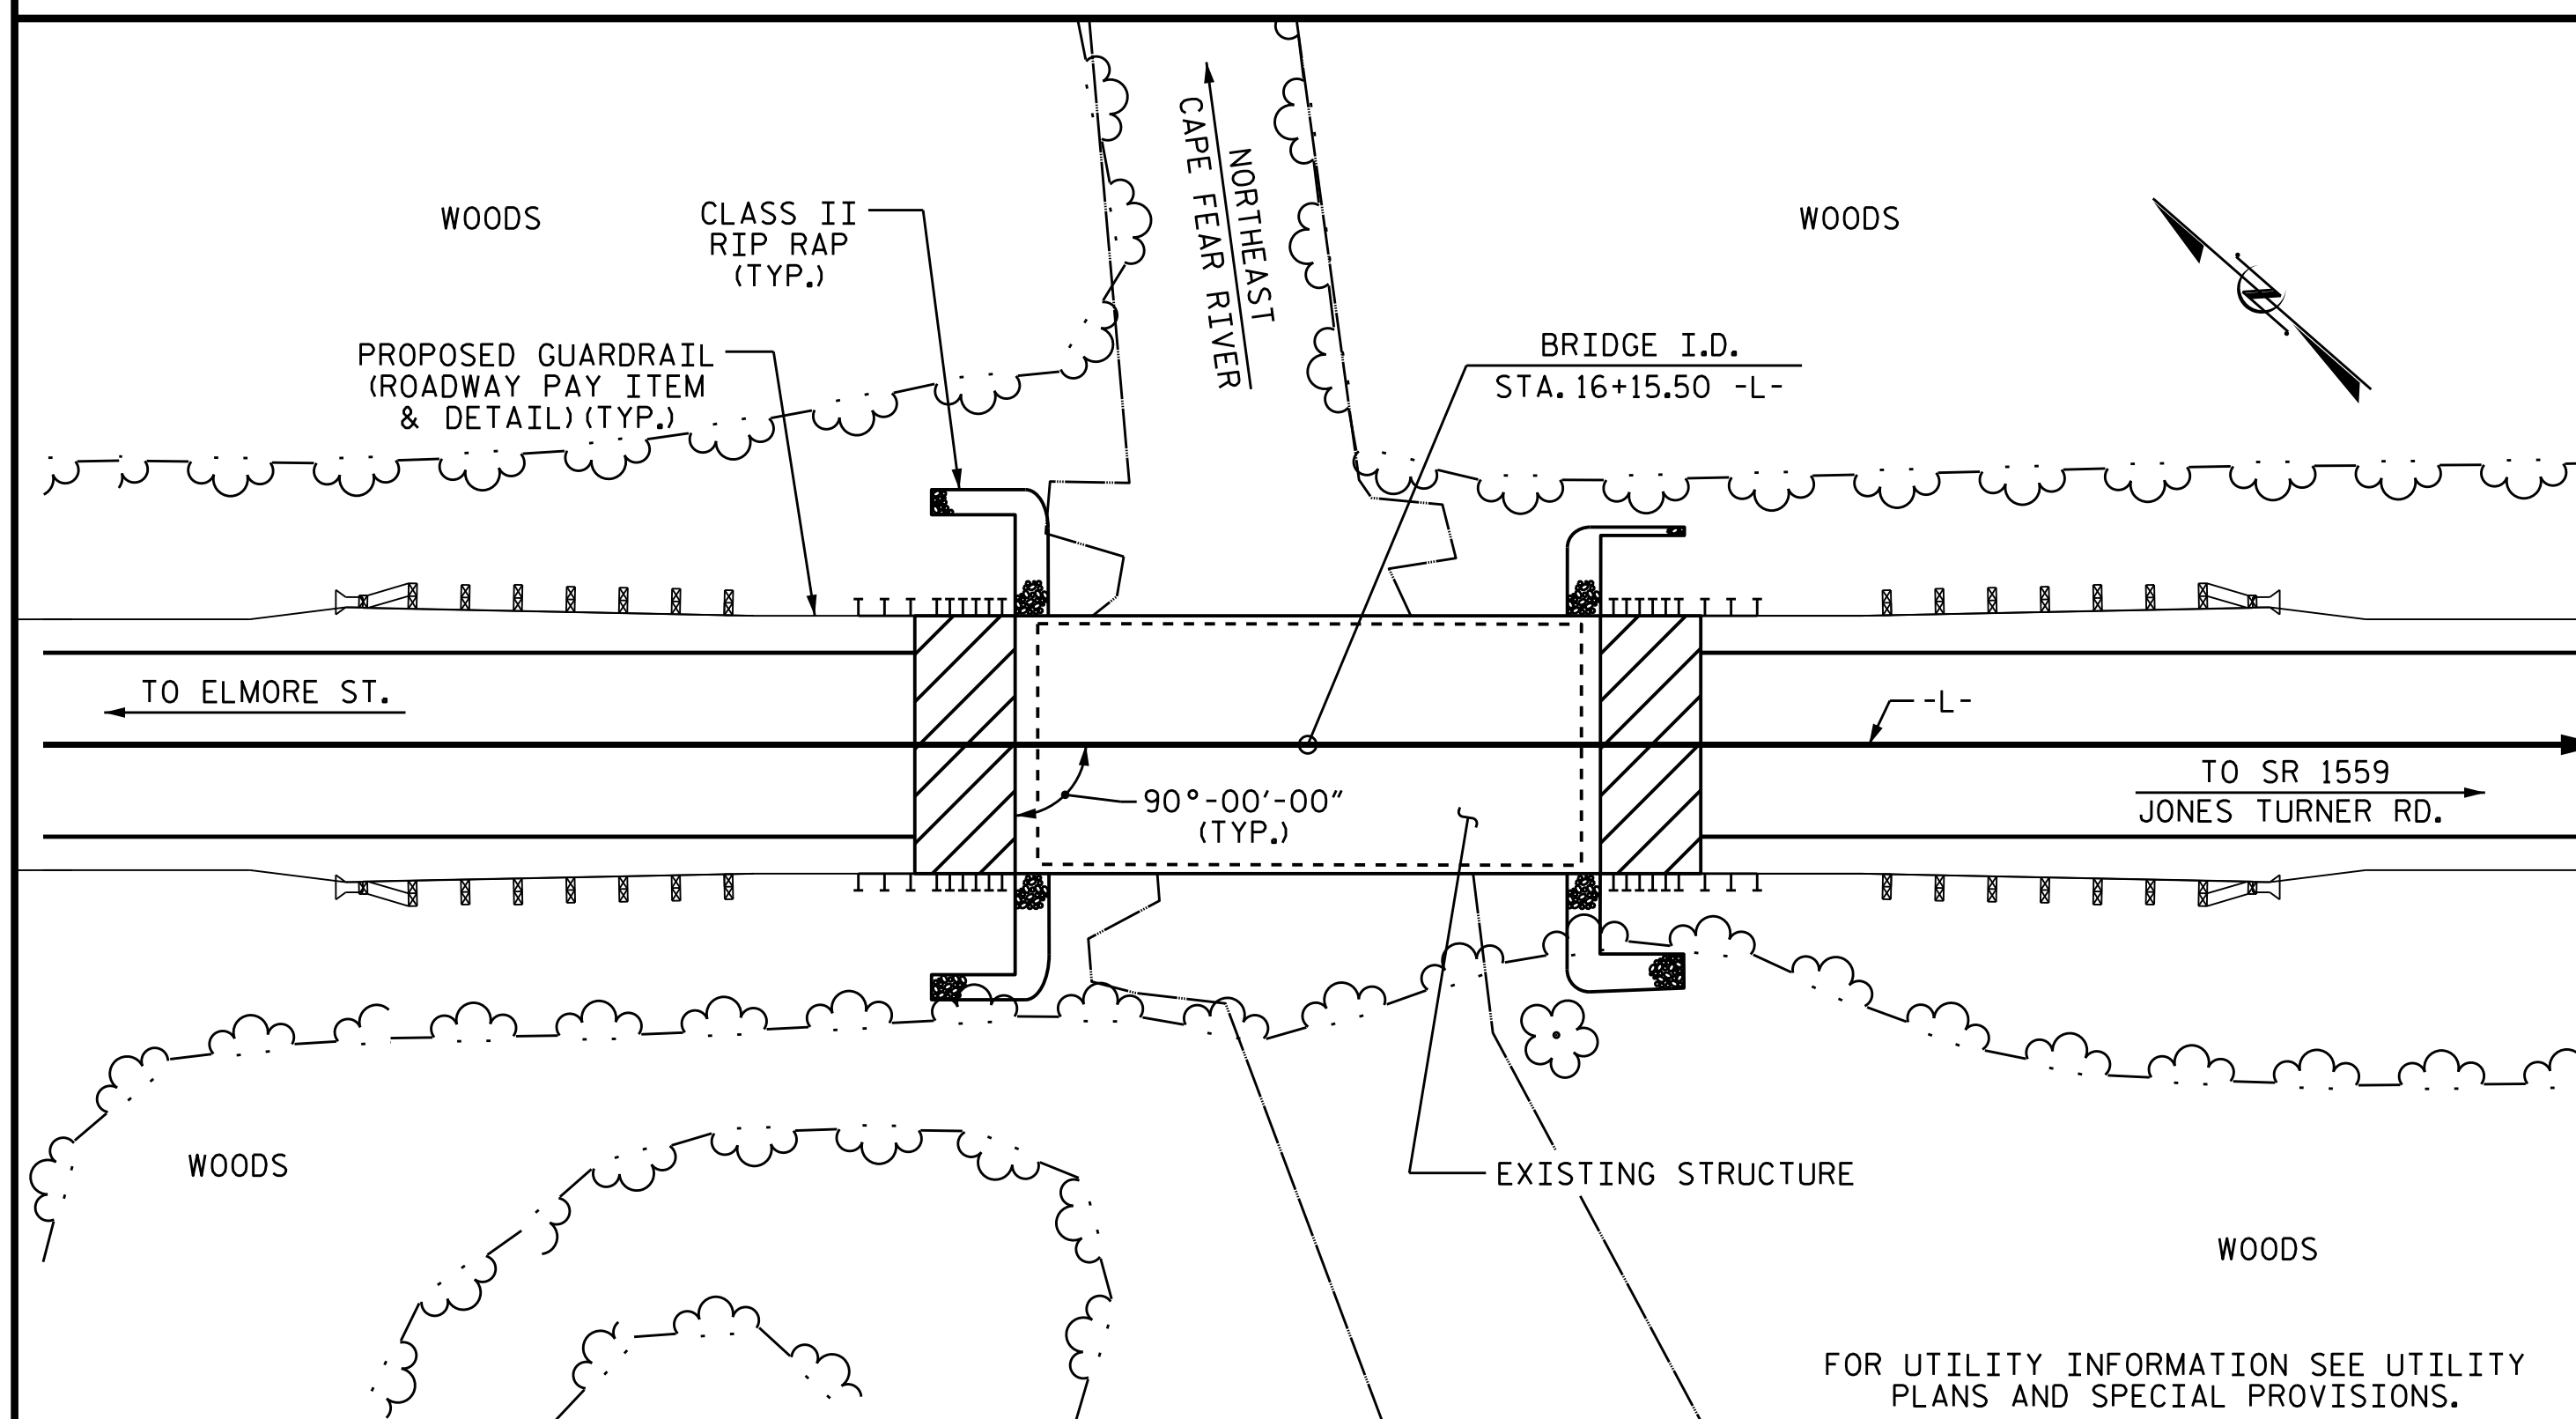 WOODS
CLASS II
RIP RAP
(TYP.)
NORTHEAST
CAPE FEAR RIVER
WOODS
PROPOSED GUARDRAIL
(ROADWAY PAY ITEM
& DETAIL) (TYP.)
BRIDGE I.D.
STA. 16+15.50 -L-
TO ELMORE ST.
-L-
TO SR 1559
JONES TURNER RD.
90°-00'-00"
(TYP.)
EXISTING STRUCTURE
WOODS
WOODS
FOR UTILITY INFORMATION SEE UTILITY
PLANS AND SPECIAL PROVISIONS.